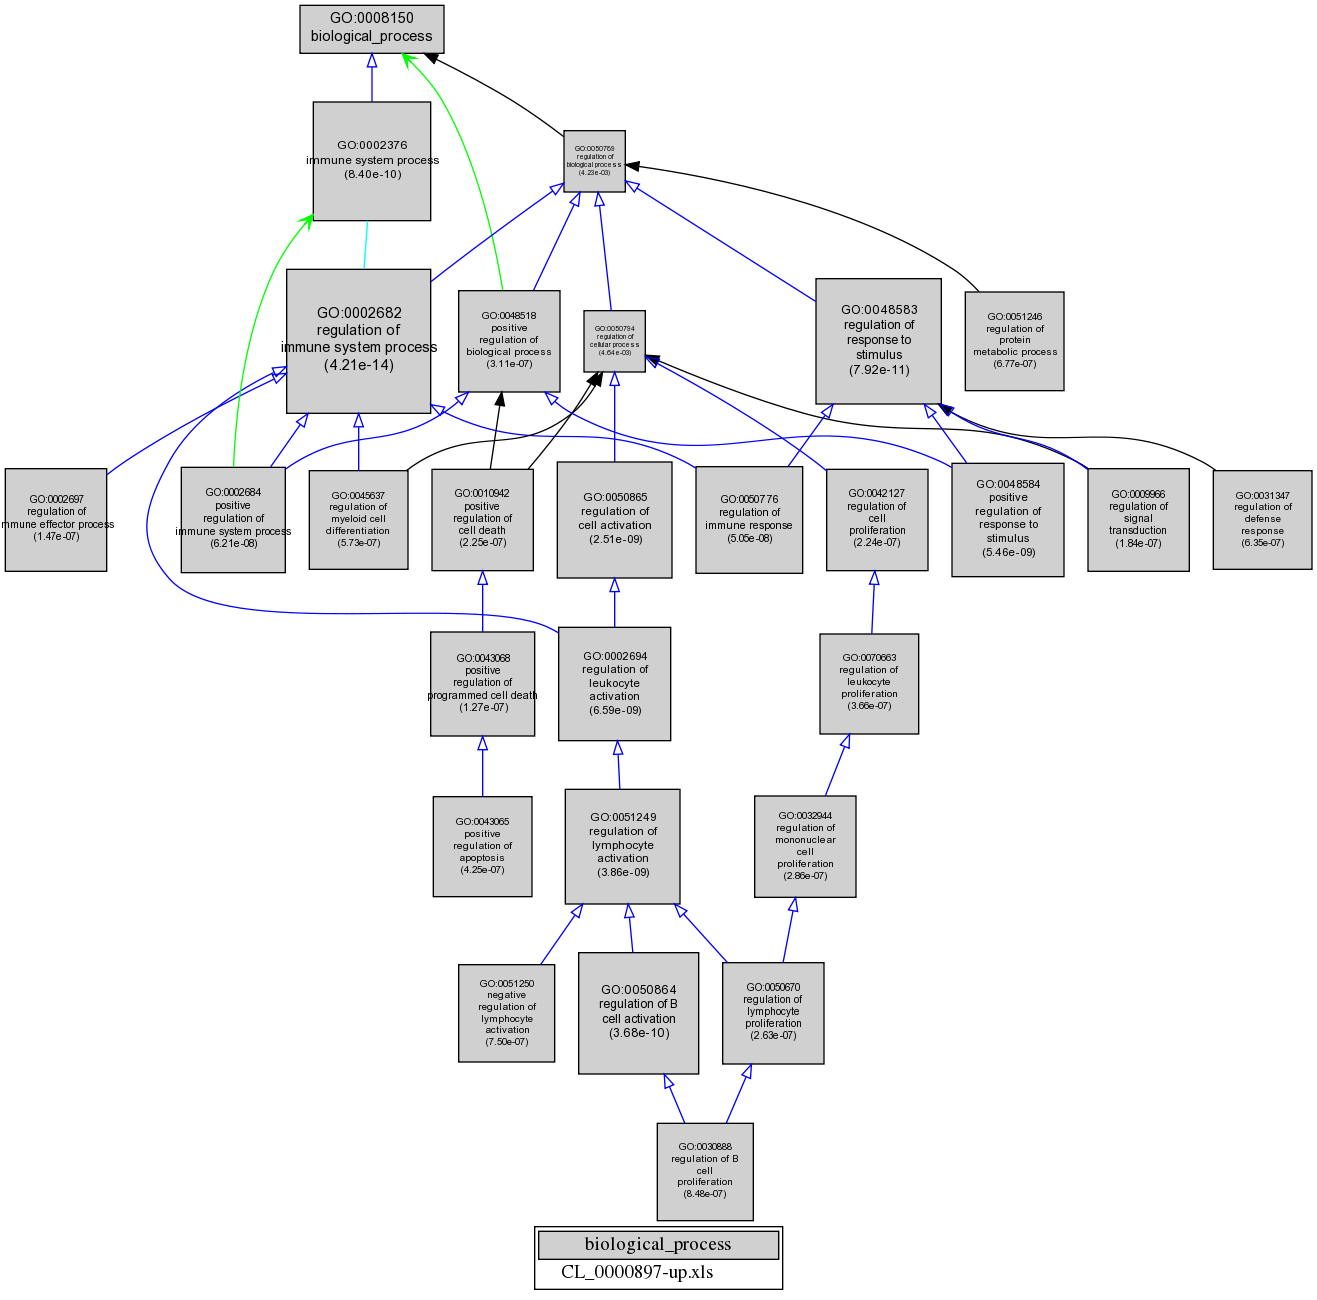 GO:0008150
biological_process
GO:0002376
immune system process
(8.40e-10)
GO:0050789
regulation of
biological process
(4.23e-03)
GO:0002682
regulation of
immune system process
(4.21e-14)
GO:0048518
positive
regulation of
biological process
(3.11e-07)
GO:0050794
regulation of
cellular process
(4.64e-03)
GO:0048583
regulation of
response to
stimulus
(7.92e-11)
GO:0051246
regulation of
protein
metabolic process
(6.77e-07)
GO:0002697
regulation of
immune effector process
(1.47e-07)
GO:0002684
positive
regulation of
immune system process
(6.21e-08)
GO:0045637
regulation of
myeloid cell
differentiation
(5.73e-07)
GO:0010942
positive
regulation of
cell death
(2.25e-07)
GO:0050865
regulation of
cell activation
(2.51e-09)
GO:0050776
regulation of
immune response
(5.05e-08)
GO:0042127
regulation of
cell
proliferation
(2.24e-07)
GO:0048584
positive
regulation of
response to
stimulus
(5.46e-09)
GO:0009966
regulation of
signal
transduction
(1.84e-07)
GO:0031347
regulation of
defense
response
(6.35e-07)
GO:0043068
positive
regulation of
programmed cell death
(1.27e-07)
GO:0002694
regulation of
leukocyte
activation
(6.59e-09)
GO:0070663
regulation of
leukocyte
proliferation
(3.66e-07)
GO:0043065
positive
regulation of
apoptosis
(4.25e-07)
GO:0051249
regulation of
lymphocyte
activation
(3.86e-09)
GO:0032944
regulation of
mononuclear
cell
proliferation
(2.86e-07)
GO:0051250
negative
regulation of
lymphocyte
activation
(7.50e-07)
GO:0050864
regulation of B
cell activation
(3.68e-10)
GO:0050670
regulation of
lymphocyte
proliferation
(2.63e-07)
GO:0030888
regulation of B
cell
proliferation
(8.48e-07)
biological_process
CL_0000897-up.xls